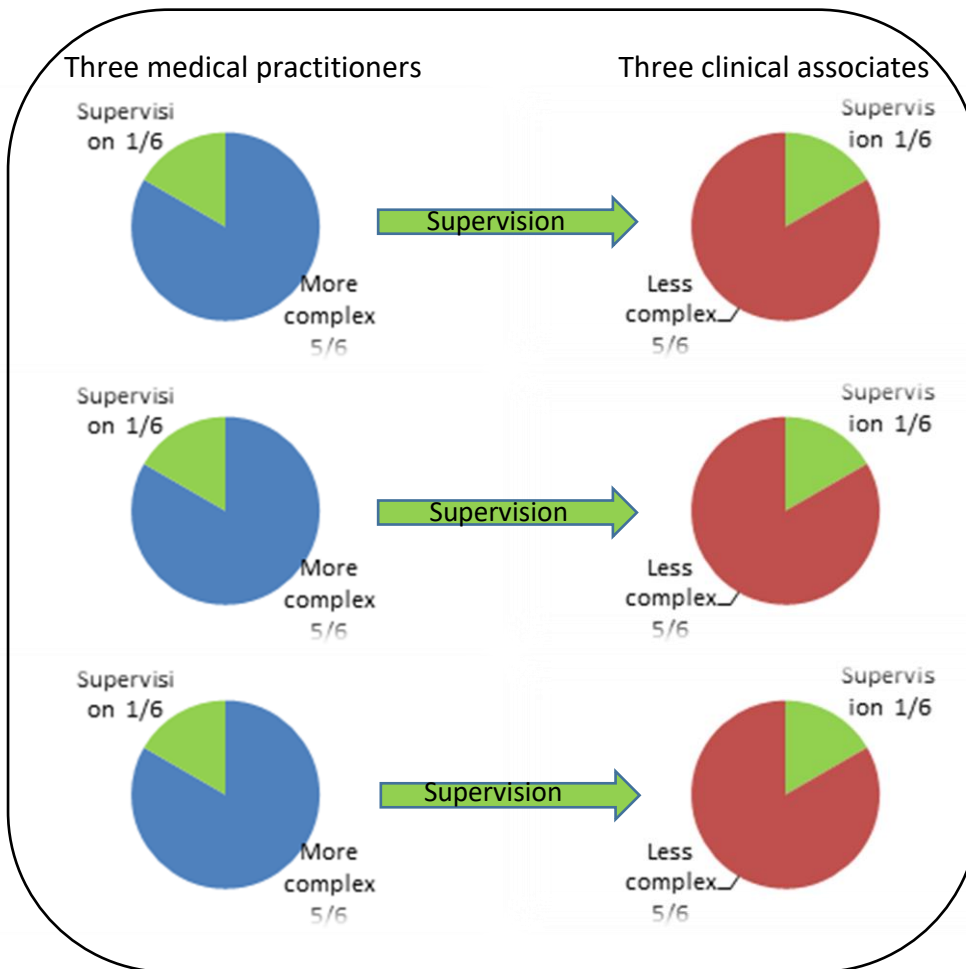 Three medical practitioners
Three clinical associates
Supervisi
on 1/6
Supervision
Supervis
ion 1/6
More
complex
5/6
Less
complex
5/6
Supervisi
on 1/6
Supervision
Supervis
ion 1/6
More
complex
5/6
Less
complex
5/6
Supervisi
on 1/6
Supervision
Supervis
ion 1/6
More
complex
5/6
Less
complex
5/6